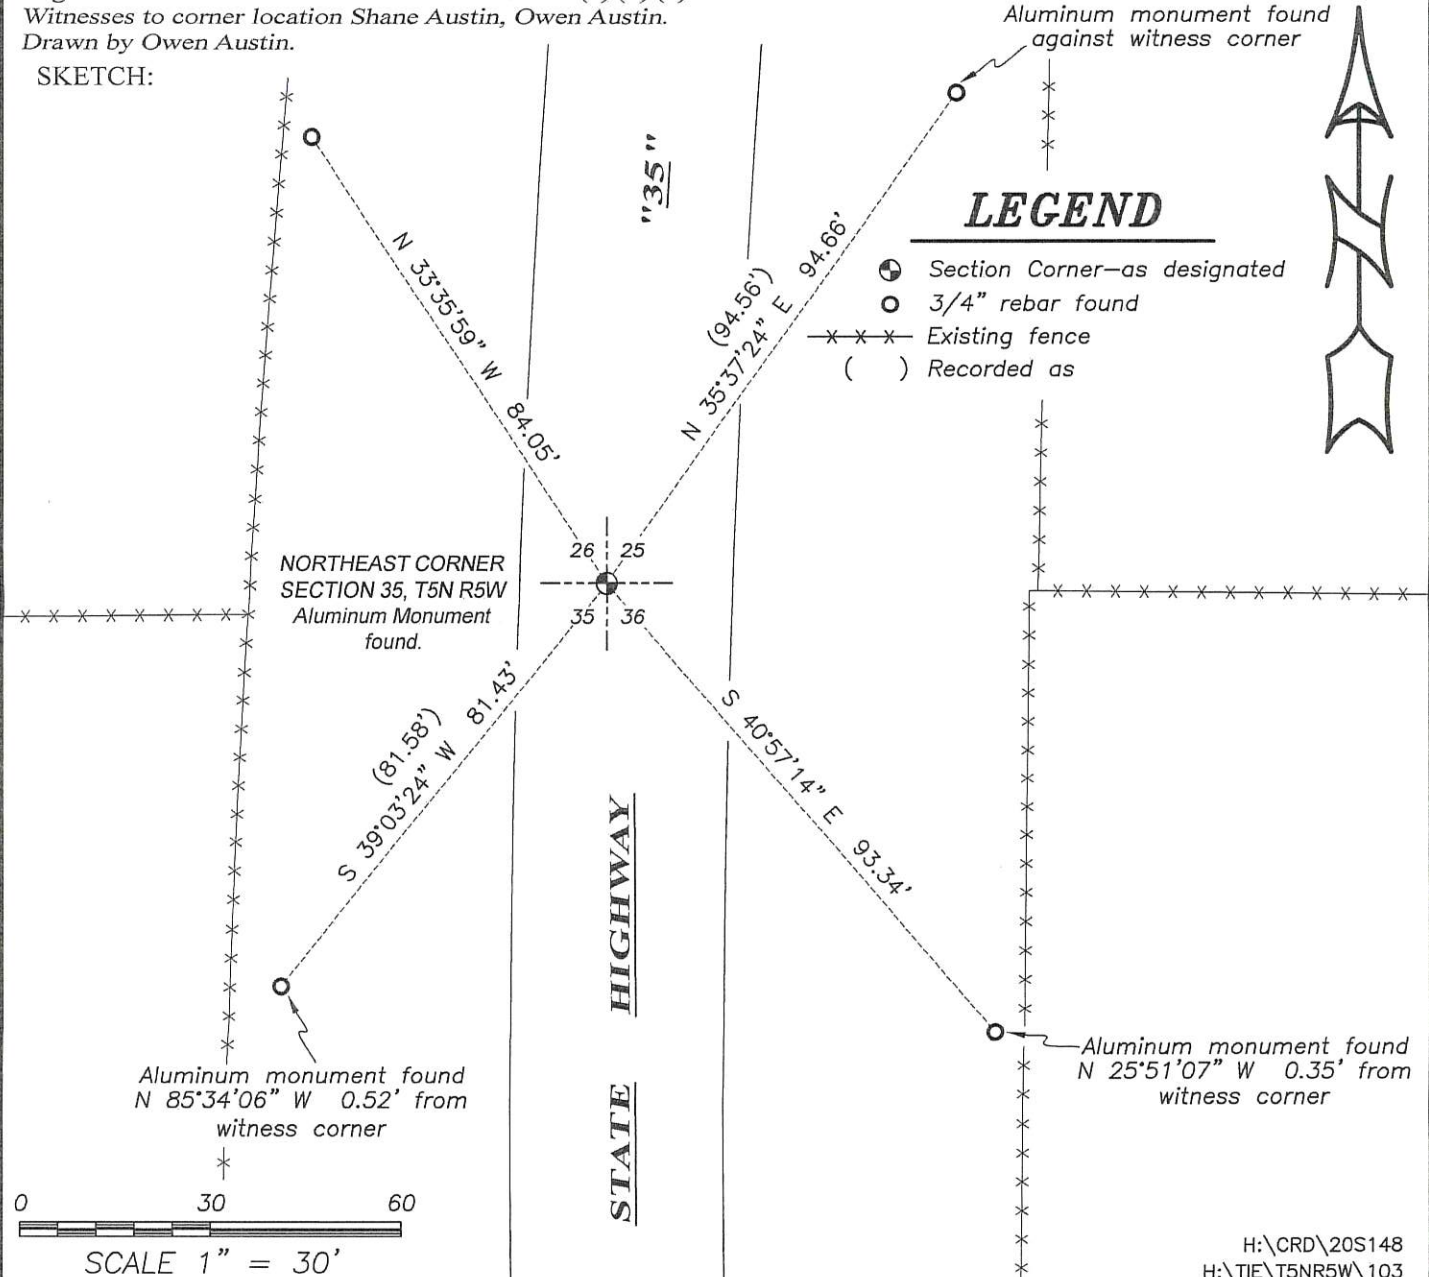 Witnesses to corner location Shane Austin, Owen Austin.
Drawn by Owen Austin.
SKETCH:
Aluminum monument found
against witness corner
"35"
LEGEND
Section Corner—as designated
3/4" rebar found
Existing fence
( ) Recorded as
N
N 33°35'59" W 84.05'
(94.56')
N 35°37'24" E 94.66'
26 25
35 36
NORTHEAST CORNER
SECTION 35, T5N R5W
Aluminum Monument
found.
(81.58')
S 39°03'24" W 81.43'
S 40°57'14" E 93.34'
STATE HIGHWAY
Aluminum monument found
N 85°34'06" W 0.52' from
witness corner
Aluminum monument found
N 25°51'07" W 0.35' from
witness corner
0 30 60
SCALE 1" = 30'
H:\CRD\20S148
H:\TIE\T5NR5W\103